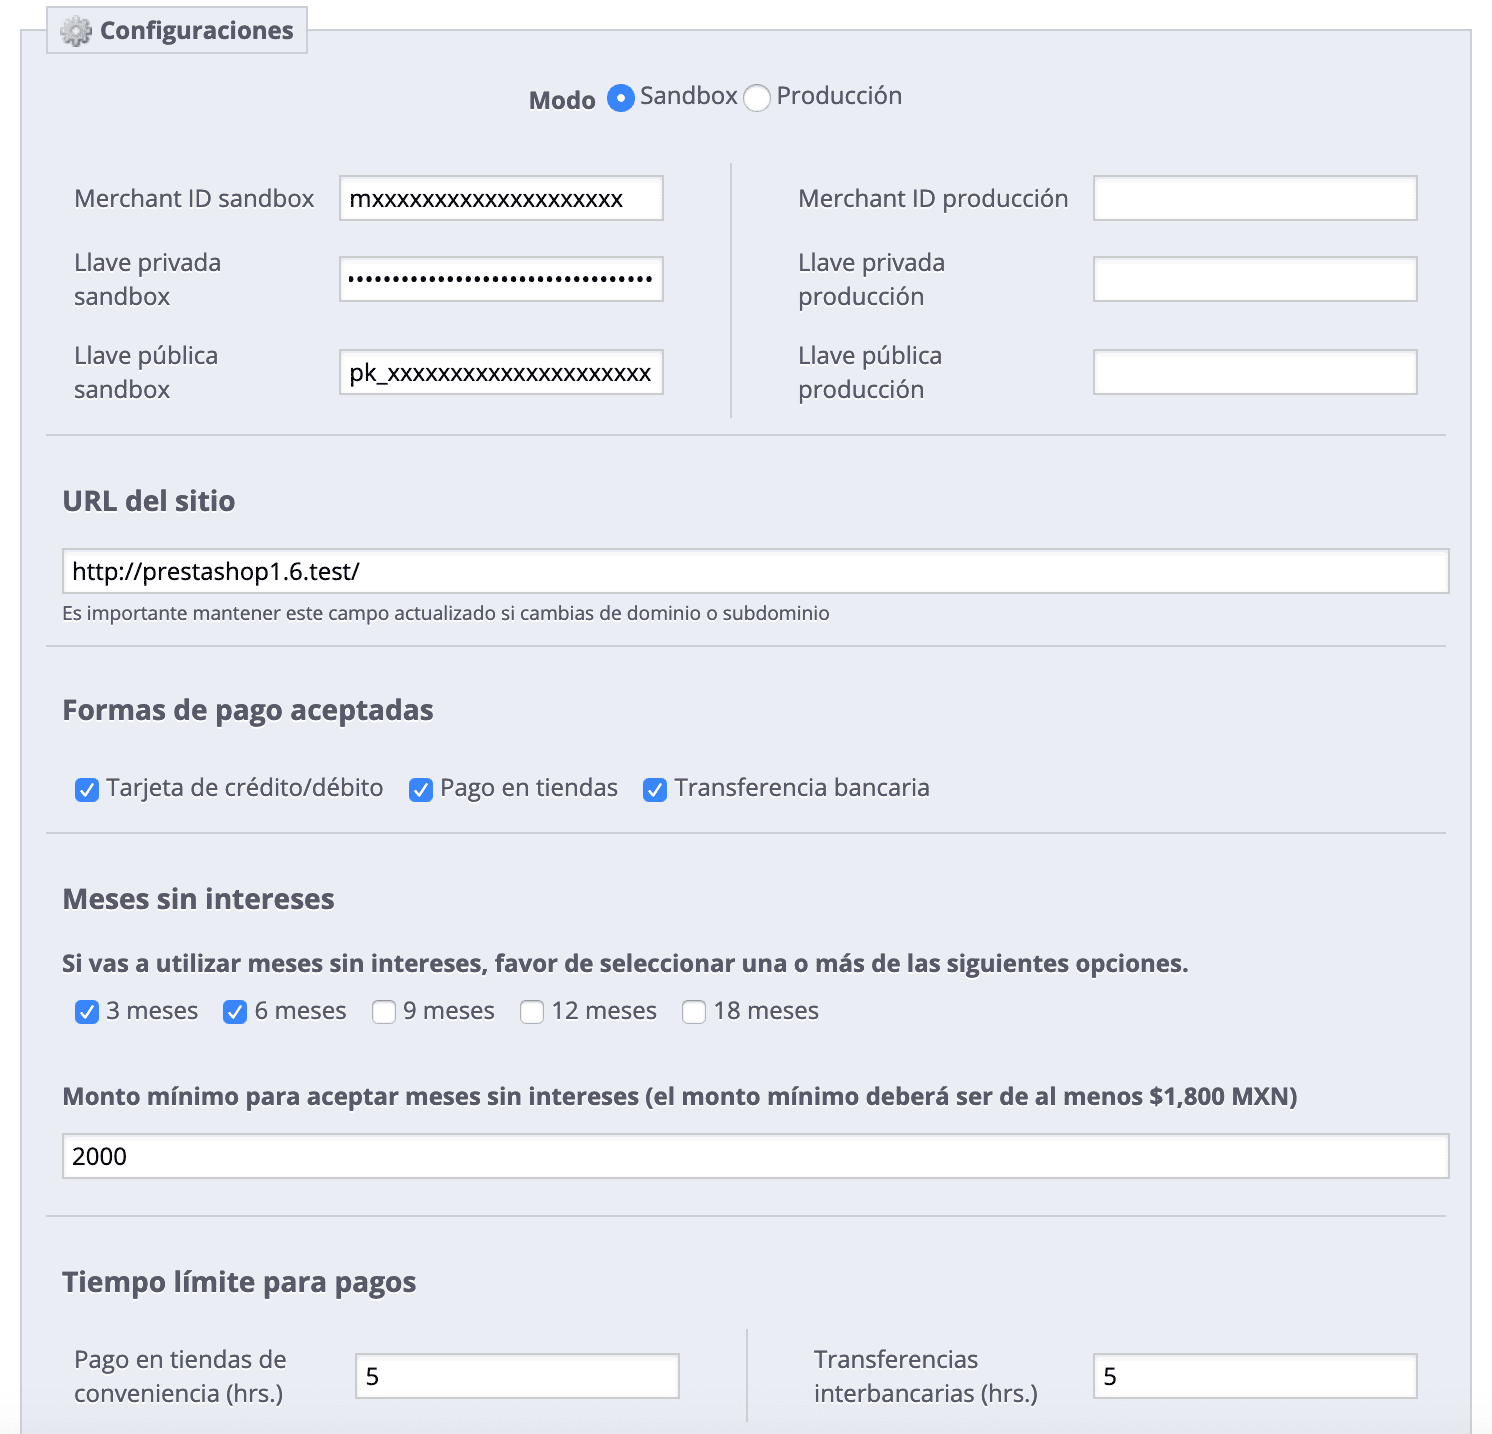 Configuraciones
Modo Sandbox Producción
Merchant ID sandbox mxxxxxxxxxxxxxxxxxxxx
Merchant ID producción
Llave privada
sandbox
••••••••••••••••••••••••••••••••
Llave privada
producción
Llave pública
sandbox
pk_xxxxxxxxxxxxxxxxxxxxx
Llave pública
producción
URL del sitio
http://prestashop1.6.test/
Es importante mantener este campo actualizado si cambias de dominio o subdominio
Formas de pago aceptadas
Tarjeta de crédito/débito Pago en tiendas Transferencia bancaria
Meses sin intereses
Si vas a utilizar meses sin intereses, favor de seleccionar una o más de las siguientes opciones.
3 meses 6 meses 9 meses 12 meses 18 meses
Monto mínimo para aceptar meses sin intereses (el monto mínimo deberá ser de al menos $1,800 MXN)
2000
Tiempo límite para pagos
Pago en tiendas de
conveniencia (hrs.)
5
Transferencias
interbancarias (hrs.)
5